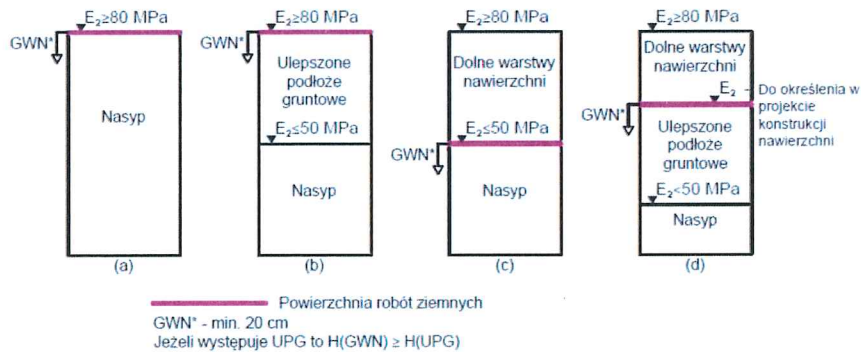 E₂≥80 MPa
GWN*
Nasyp
(a)
E₂≥80 MPa
GWN*
Ulepszone
podłoże
gruntowe
E₂≤50 MPa
Nasyp
(b)
E₂≥80 MPa
Dolne warstwy
nawierzchni
E₂≤50 MPa
GWN*
Nasyp
(c)
E₂≥80 MPa
Dolne warstwy
nawierzchni
E₂ - Do określenia w
projekcie
konstrukcji
nawierzchni
GWN*
Ulepszone
podłoże
gruntowe
E₂<50 MPa
Nasyp
(d)
Powierzchnia robót ziemnych
GWN* - min. 20 cm
Jeżeli występuje UPG to H(GWN) ≥ H(UPG)